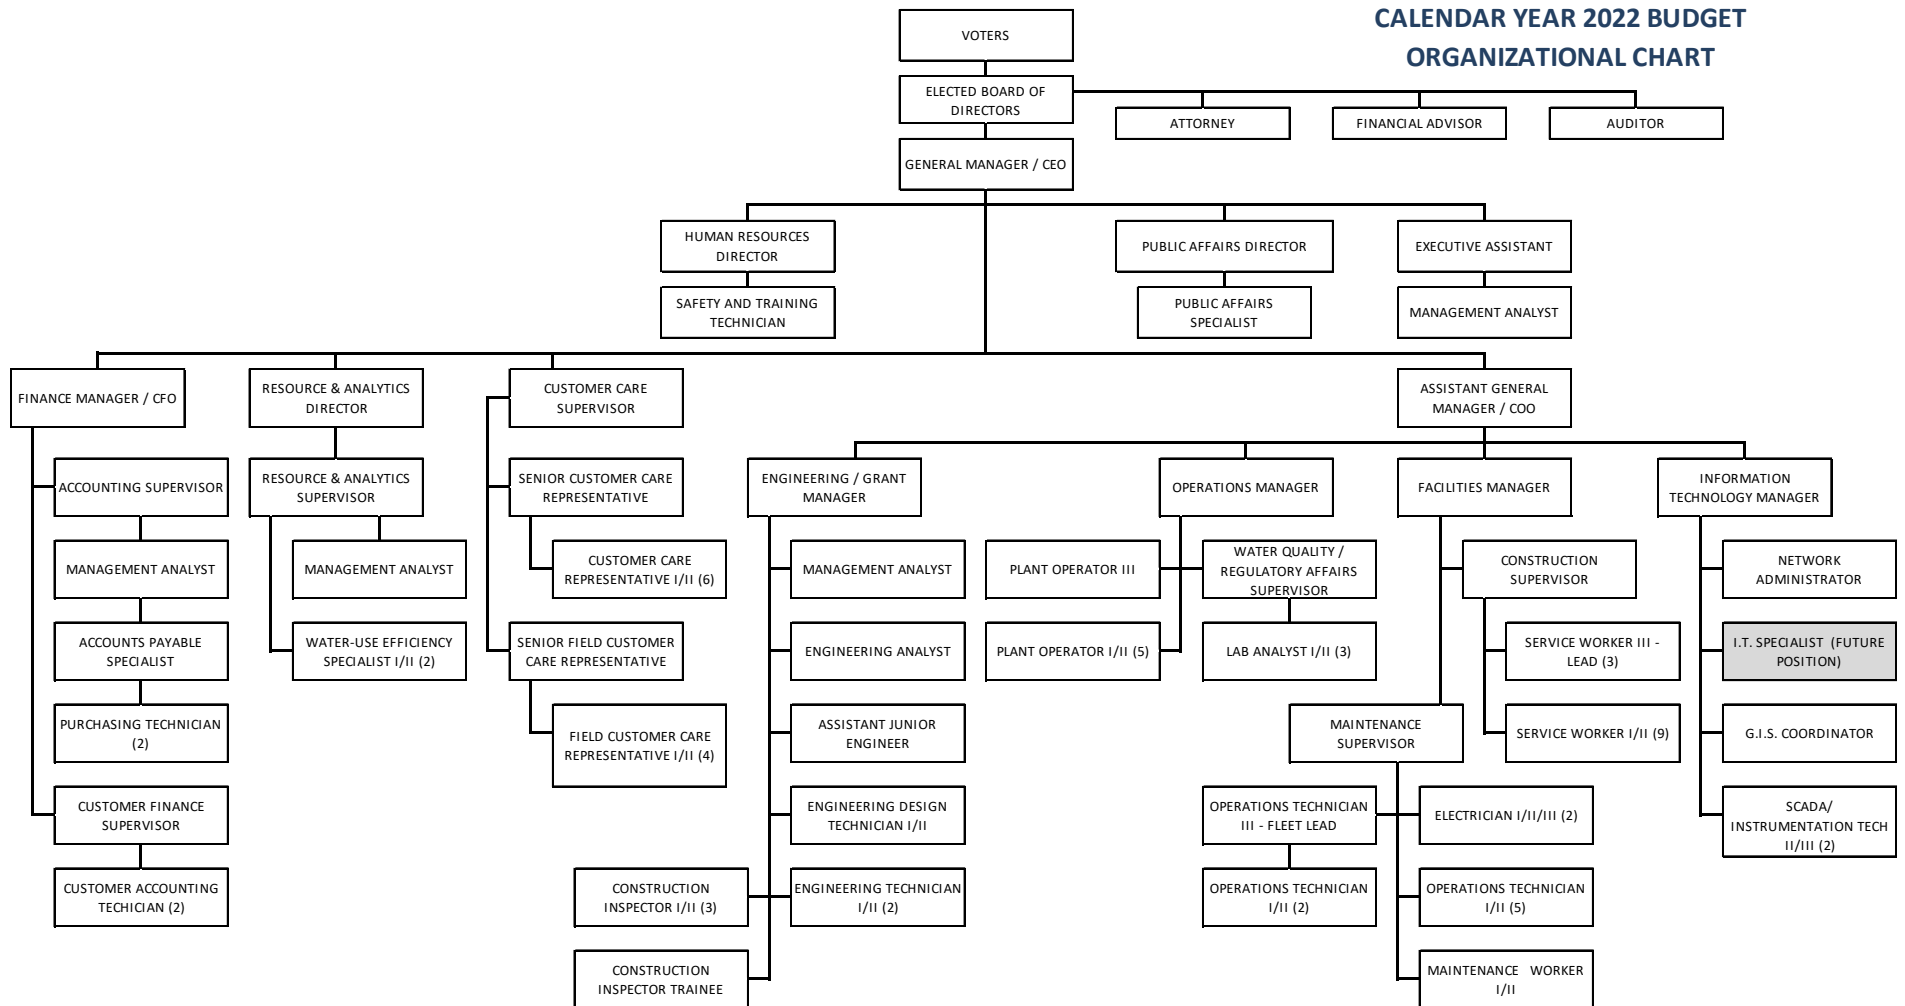 CALENDAR YEAR 2022 BUDGET
ORGANIZATIONAL CHART
VOTERS
ELECTED BOARD OF
DIRECTORS
ATTORNEY
FINANCIAL ADVISOR
AUDITOR
GENERAL MANAGER / CEO
HUMAN RESOURCES
DIRECTOR
PUBLIC AFFAIRS DIRECTOR
EXECUTIVE ASSISTANT
SAFETY AND TRAINING
TECHNICIAN
PUBLIC AFFAIRS
SPECIALIST
MANAGEMENT ANALYST
FINANCE MANAGER / CFO
RESOURCE & ANALYTICS
DIRECTOR
CUSTOMER CARE
SUPERVISOR
ASSISTANT GENERAL
MANAGER / COO
ACCOUNTING SUPERVISOR
RESOURCE & ANALYTICS
SUPERVISOR
SENIOR CUSTOMER CARE
REPRESENTATIVE
ENGINEERING / GRANT
MANAGER
OPERATIONS MANAGER
FACILITIES MANAGER
INFORMATION
TECHNOLOGY MANAGER
MANAGEMENT ANALYST
MANAGEMENT ANALYST
CUSTOMER CARE
REPRESENTATIVE I/II (6)
MANAGEMENT ANALYST
PLANT OPERATOR III
WATER QUALITY /
REGULATORY AFFAIRS
SUPERVISOR
CONSTRUCTION
SUPERVISOR
NETWORK
ADMINISTRATOR
ACCOUNTS PAYABLE
SPECIALIST
WATER-USE EFFICIENCY
SPECIALIST I/II (2)
SENIOR FIELD CUSTOMER
CARE REPRESENTATIVE
ENGINEERING ANALYST
PLANT OPERATOR I/II (5)
LAB ANALYST I/II (3)
SERVICE WORKER III -
LEAD (3)
I.T. SPECIALIST (FUTURE
POSITION)
PURCHASING TECHNICIAN
(2)
FIELD CUSTOMER CARE
REPRESENTATIVE I/II (4)
ASSISTANT JUNIOR
ENGINEER
MAINTENANCE
SUPERVISOR
SERVICE WORKER I/II (9)
G.I.S. COORDINATOR
CUSTOMER FINANCE
SUPERVISOR
ENGINEERING DESIGN
TECHNICIAN I/II
OPERATIONS TECHNICIAN
III - FLEET LEAD
ELECTRICIAN I/II/III (2)
SCADA/
INSTRUMENTATION TECH
II/III (2)
CUSTOMER ACCOUNTING
TECHICIAN (2)
CONSTRUCTION
INSPECTOR I/II (3)
ENGINEERING TECHNICIAN
I/II (2)
OPERATIONS TECHNICIAN
I/II (2)
OPERATIONS TECHNICIAN
I/II (5)
CONSTRUCTION
INSPECTOR TRAINEE
MAINTENANCE WORKER
I/II